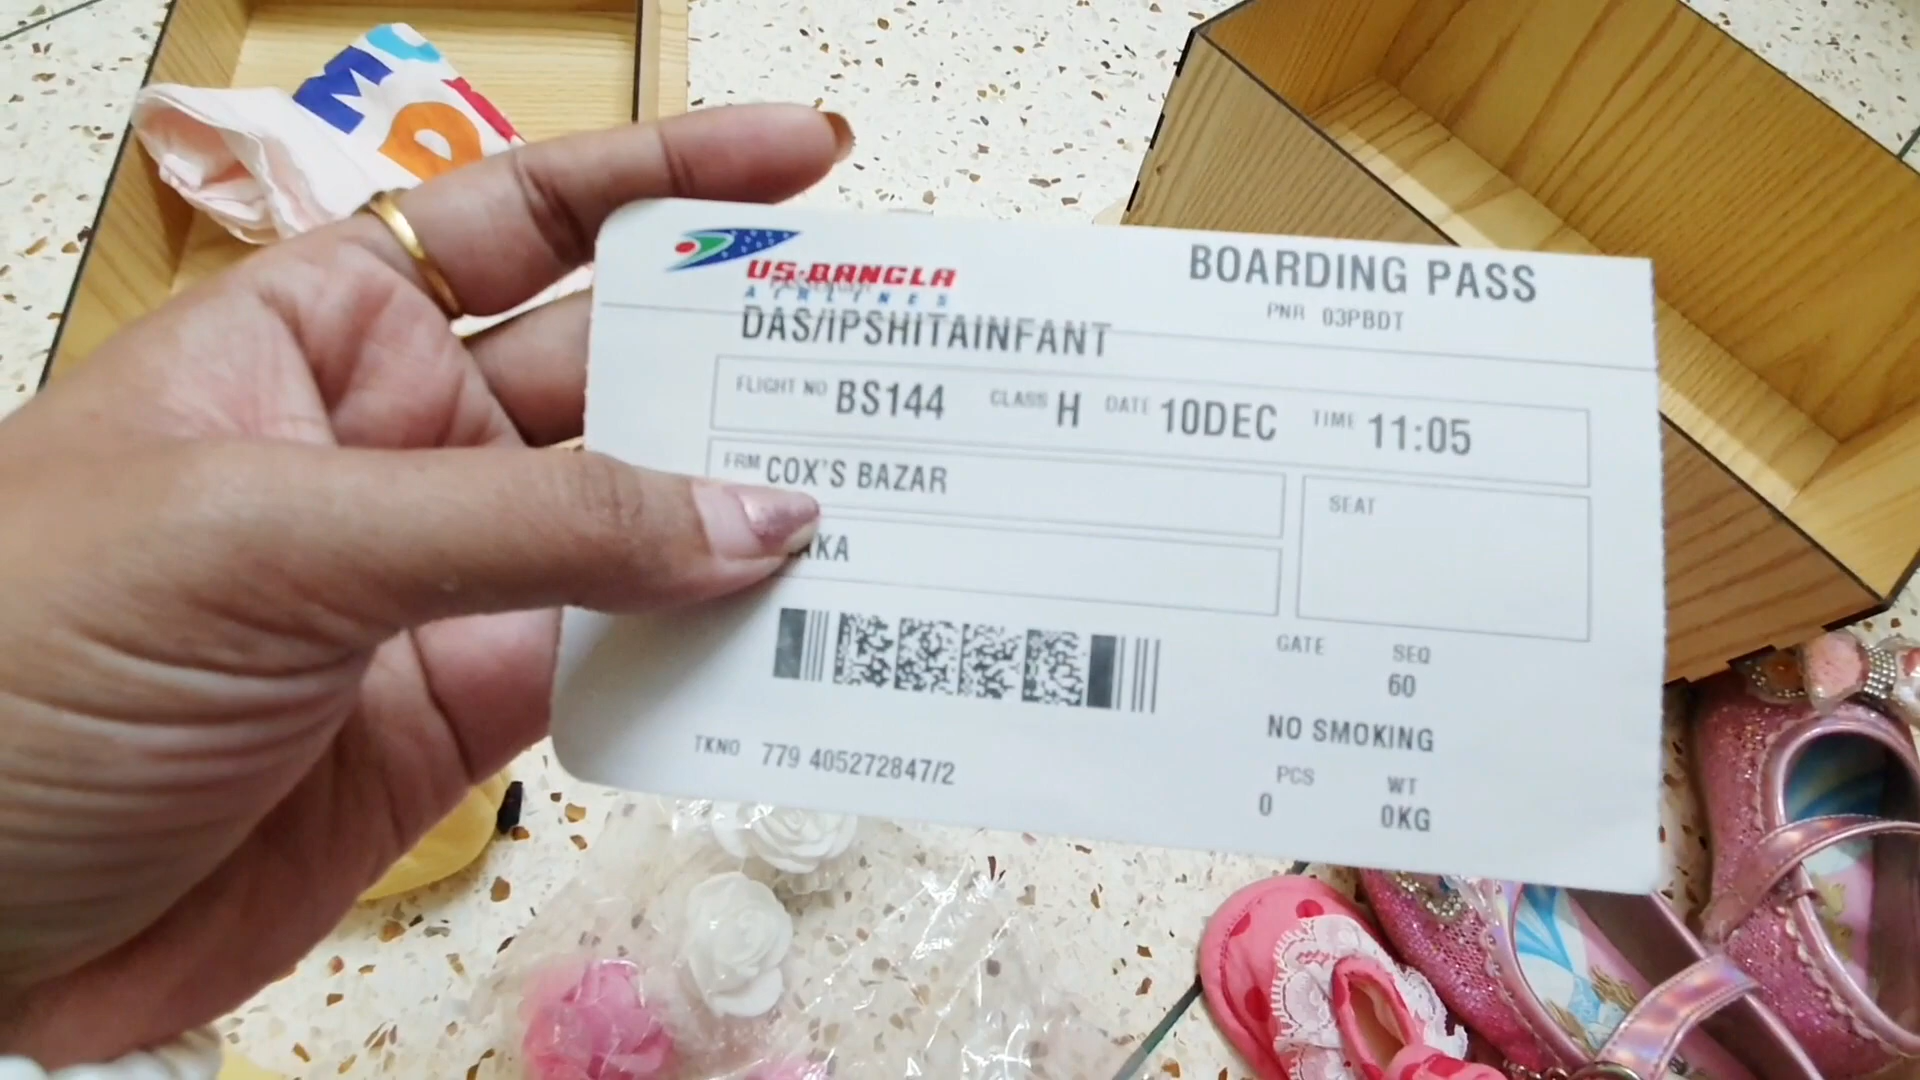 US-BANGLA
AIRLINES
BOARDING PASS
PNR 03PBDT
DAS/IPSHITAINFANT
FLIGHT NO BS144 CLASS H DATE 10DEC TIME 11:05
FRM COX'S BAZAR
SEAT
AKA
GATE SEQ
60
NO SMOKING
TKNO 779 405272847/2
PCS WT
0 0KG